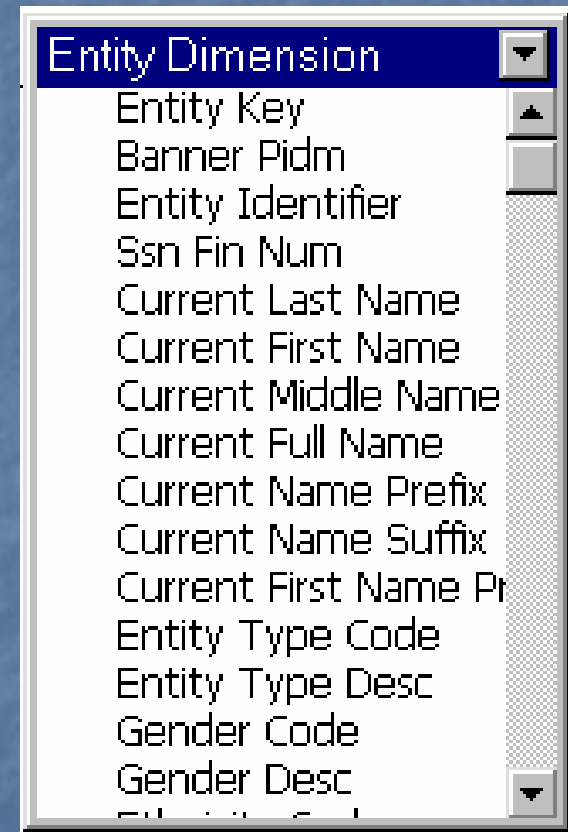 Entity Dimension
Entity Key
Banner Pidm
Entity Identifier
Ssn Fin Num
Current Last Name
Current First Name
Current Middle Name
Current Full Name
Current Name Prefix
Current Name Suffix
Current First Name Pr
Entity Type Code
Entity Type Desc
Gender Code
Gender Desc